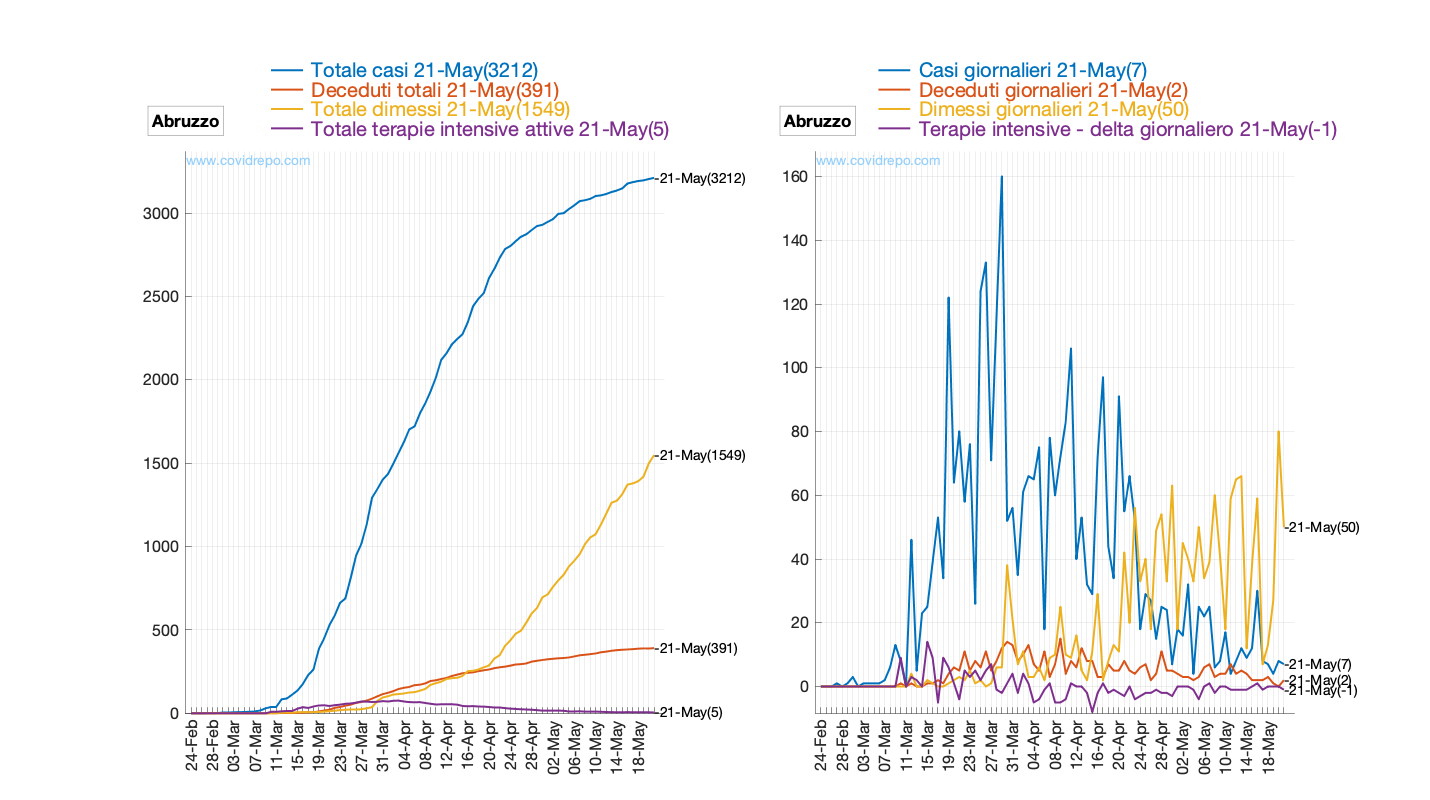 Totale casi 21-May(3212)
Deceduti totali 21-May(391)
Totale dimessi 21-May(1549)
Totale terapie intensive attive 21-May(5)
Abruzzo
www.covidrepo.com
21-May(3212)
21-May(1549)
21-May(391)
21-May(5)
3000
2500
2000
1500
1000
500
0
24-Feb
28-Feb
03-Mar
07-Mar
11-Mar
15-Mar
19-Mar
23-Mar
27-Mar
31-Mar
04-Apr
08-Apr
12-Apr
16-Apr
20-Apr
24-Apr
28-Apr
02-May
06-May
10-May
14-May
18-May
Casi giornalieri 21-May(7)
Deceduti giornalieri 21-May(2)
Dimessi giornalieri 21-May(50)
Terapie intensive - delta giornaliero 21-May(-1)
Abruzzo
www.covidrepo.com
160
140
120
100
80
60
40
20
0
21-May(50)
21-May(7)
21-May(2)
21-May(-1)
24-Feb
28-Feb
03-Mar
07-Mar
11-Mar
15-Mar
19-Mar
23-Mar
27-Mar
31-Mar
04-Apr
08-Apr
12-Apr
16-Apr
20-Apr
24-Apr
28-Apr
02-May
06-May
10-May
14-May
18-May